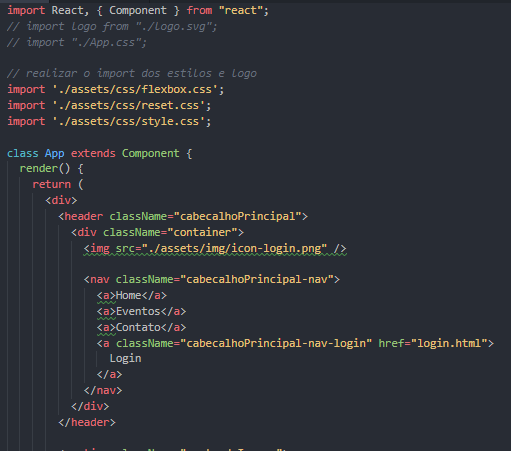 import React, { Component } from "react";
// import logo from "./logo.svg";
// import "./App.css";
// realizar o import dos estilos e logo
import './assets/css/flexbox.css';
import './assets/css/reset.css';
import './assets/css/style.css';
class App extends Component {
render() {
return (
<div>
<header className="cabecalhoPrincipal">
<div className="container">
<img src="./assets/img/icon-login.png" />
<nav className="cabecalhoPrincipal-nav">
<a>Home</a>
<a>Eventos</a>
<a>Contato</a>
<a className="cabecalhoPrincipal-nav-login" href="login.html">
Login
</a>
</nav>
</div>
</header>